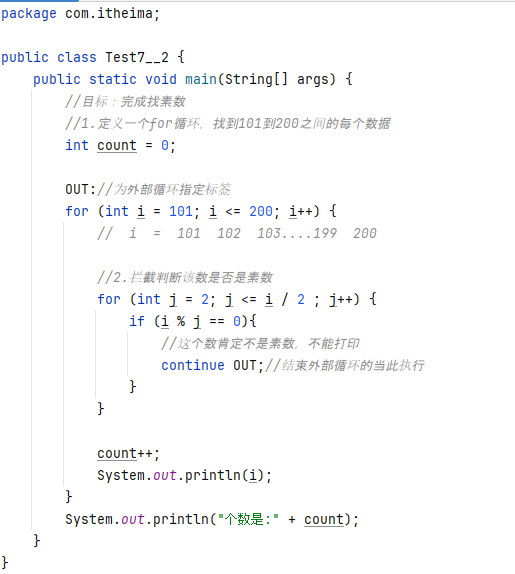 package com.itheima;
public class Test7__2 {
public static void main(String[] args) {
//目标：完成找素数
//1.定义一个for循环，找到101到200之间的每个数据
int count = 0;
OUT://为外部循环指定标签
for (int i = 101; i <= 200; i++) {
// i = 101 102 103....199 200
//2.拦截判断该数是否是素数
for (int j = 2; j <= i / 2 ; j++) {
if (i % j == 0){
//这个数肯定不是素数，不能打印
continue OUT;//结束外部循环的当此执行
}
}
count++;
System.out.println(i);
}
System.out.println("个数是:" + count);
}
}